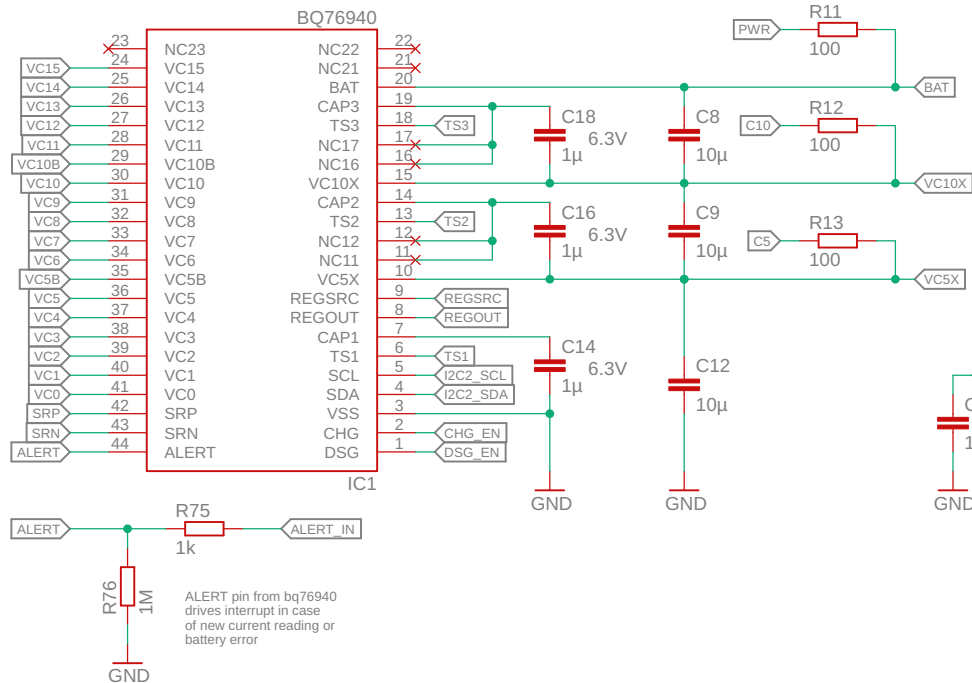 BQ76940
23 NC23 NC22 22
VC15 24 VC15 NC21 21
VC14 25 VC14 BAT 20
VC13 26 VC13 CAP3 19
VC12 27 VC12 TS3 18 TS3
VC11 28 VC11 NC17 17
VC10B 29 VC10B NC16 16
VC10 30 VC10 VC10X 15
VC9 31 VC9 CAP2 14
VC8 32 VC8 TS2 13 TS2
VC7 33 VC7 NC12 12
VC6 34 VC6 NC11 11
VC5B 35 VC5B VC5X 10
VC5 36 VC5 REGSRC 9 REGSRC
VC4 37 VC4 REGOUT 8 REGOUT
VC3 38 VC3 CAP1 7
VC2 39 VC2 TS1 6 TS1
VC1 40 VC1 SCL 5 I2C2_SCL
VC0 41 VC0 SDA 4 I2C2_SDA
SRP 42 SRP VSS 3
SRN 43 SRN CHG 2 CHG_EN
ALERT 44 ALERT DSG 1 DSG_EN
IC1
R11
PWR
100
BAT
C18 6.3V
1µ
C8
10µ
R12
C10
100
VC10X
C16 6.3V
1µ
C9
10µ
R13
C5
100
VC5X
C14 6.3V
1µ
C12
10µ
GND
GND
GND
R75
ALERT
ALERT_IN
1k
R76
1M
GND
ALERT pin from bq76940
drives interrupt in case
of new current reading or
battery error